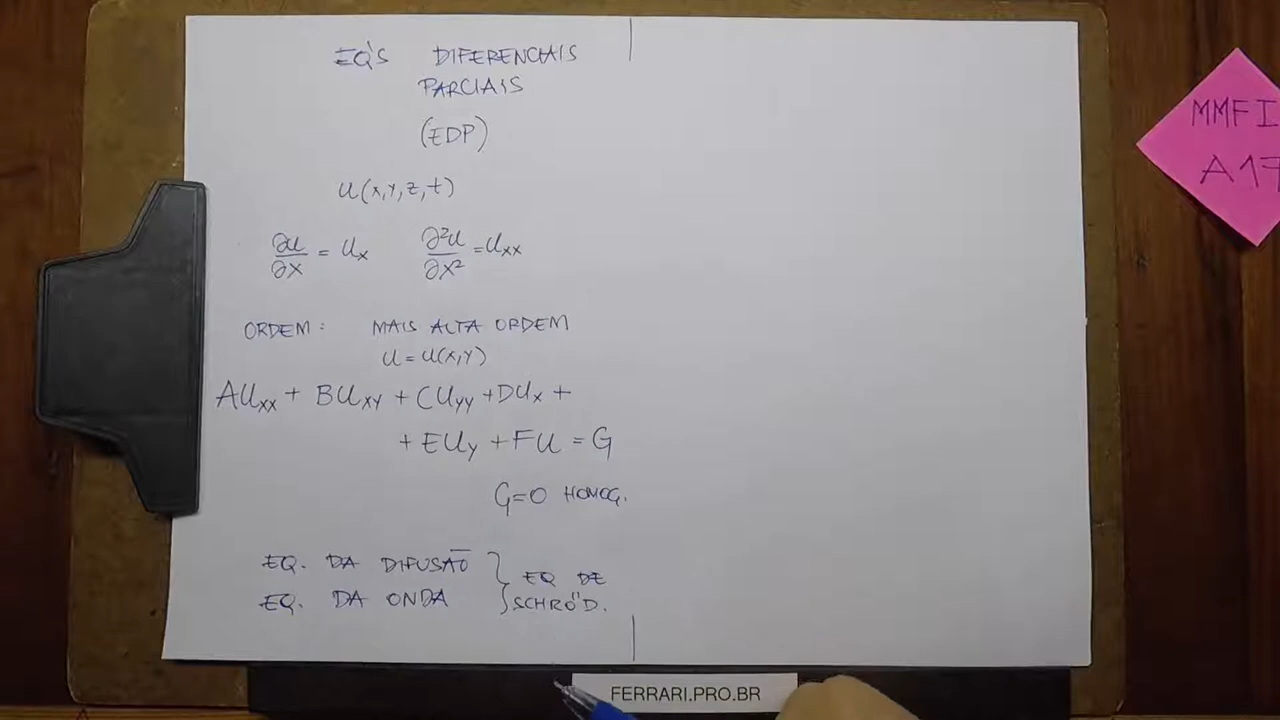 EQ'S DIFERENCIAIS
PARCIAIS
(EDP)
u(x,y,z,t)
∂u/∂x = ux ∂²u/∂x² = uxx
ORDEM: MAIS ALTA ORDEM
u = u(x,y)
Auxx + Buxy + Cuyy + Dux +
+ Euy + Fu = G
G=0 HOMOG.
EQ. DA DIFUSÃO } EQ DE
EQ. DA ONDA } SCHRÖD.
MMFI
A17
FERRARI.PRO.BR